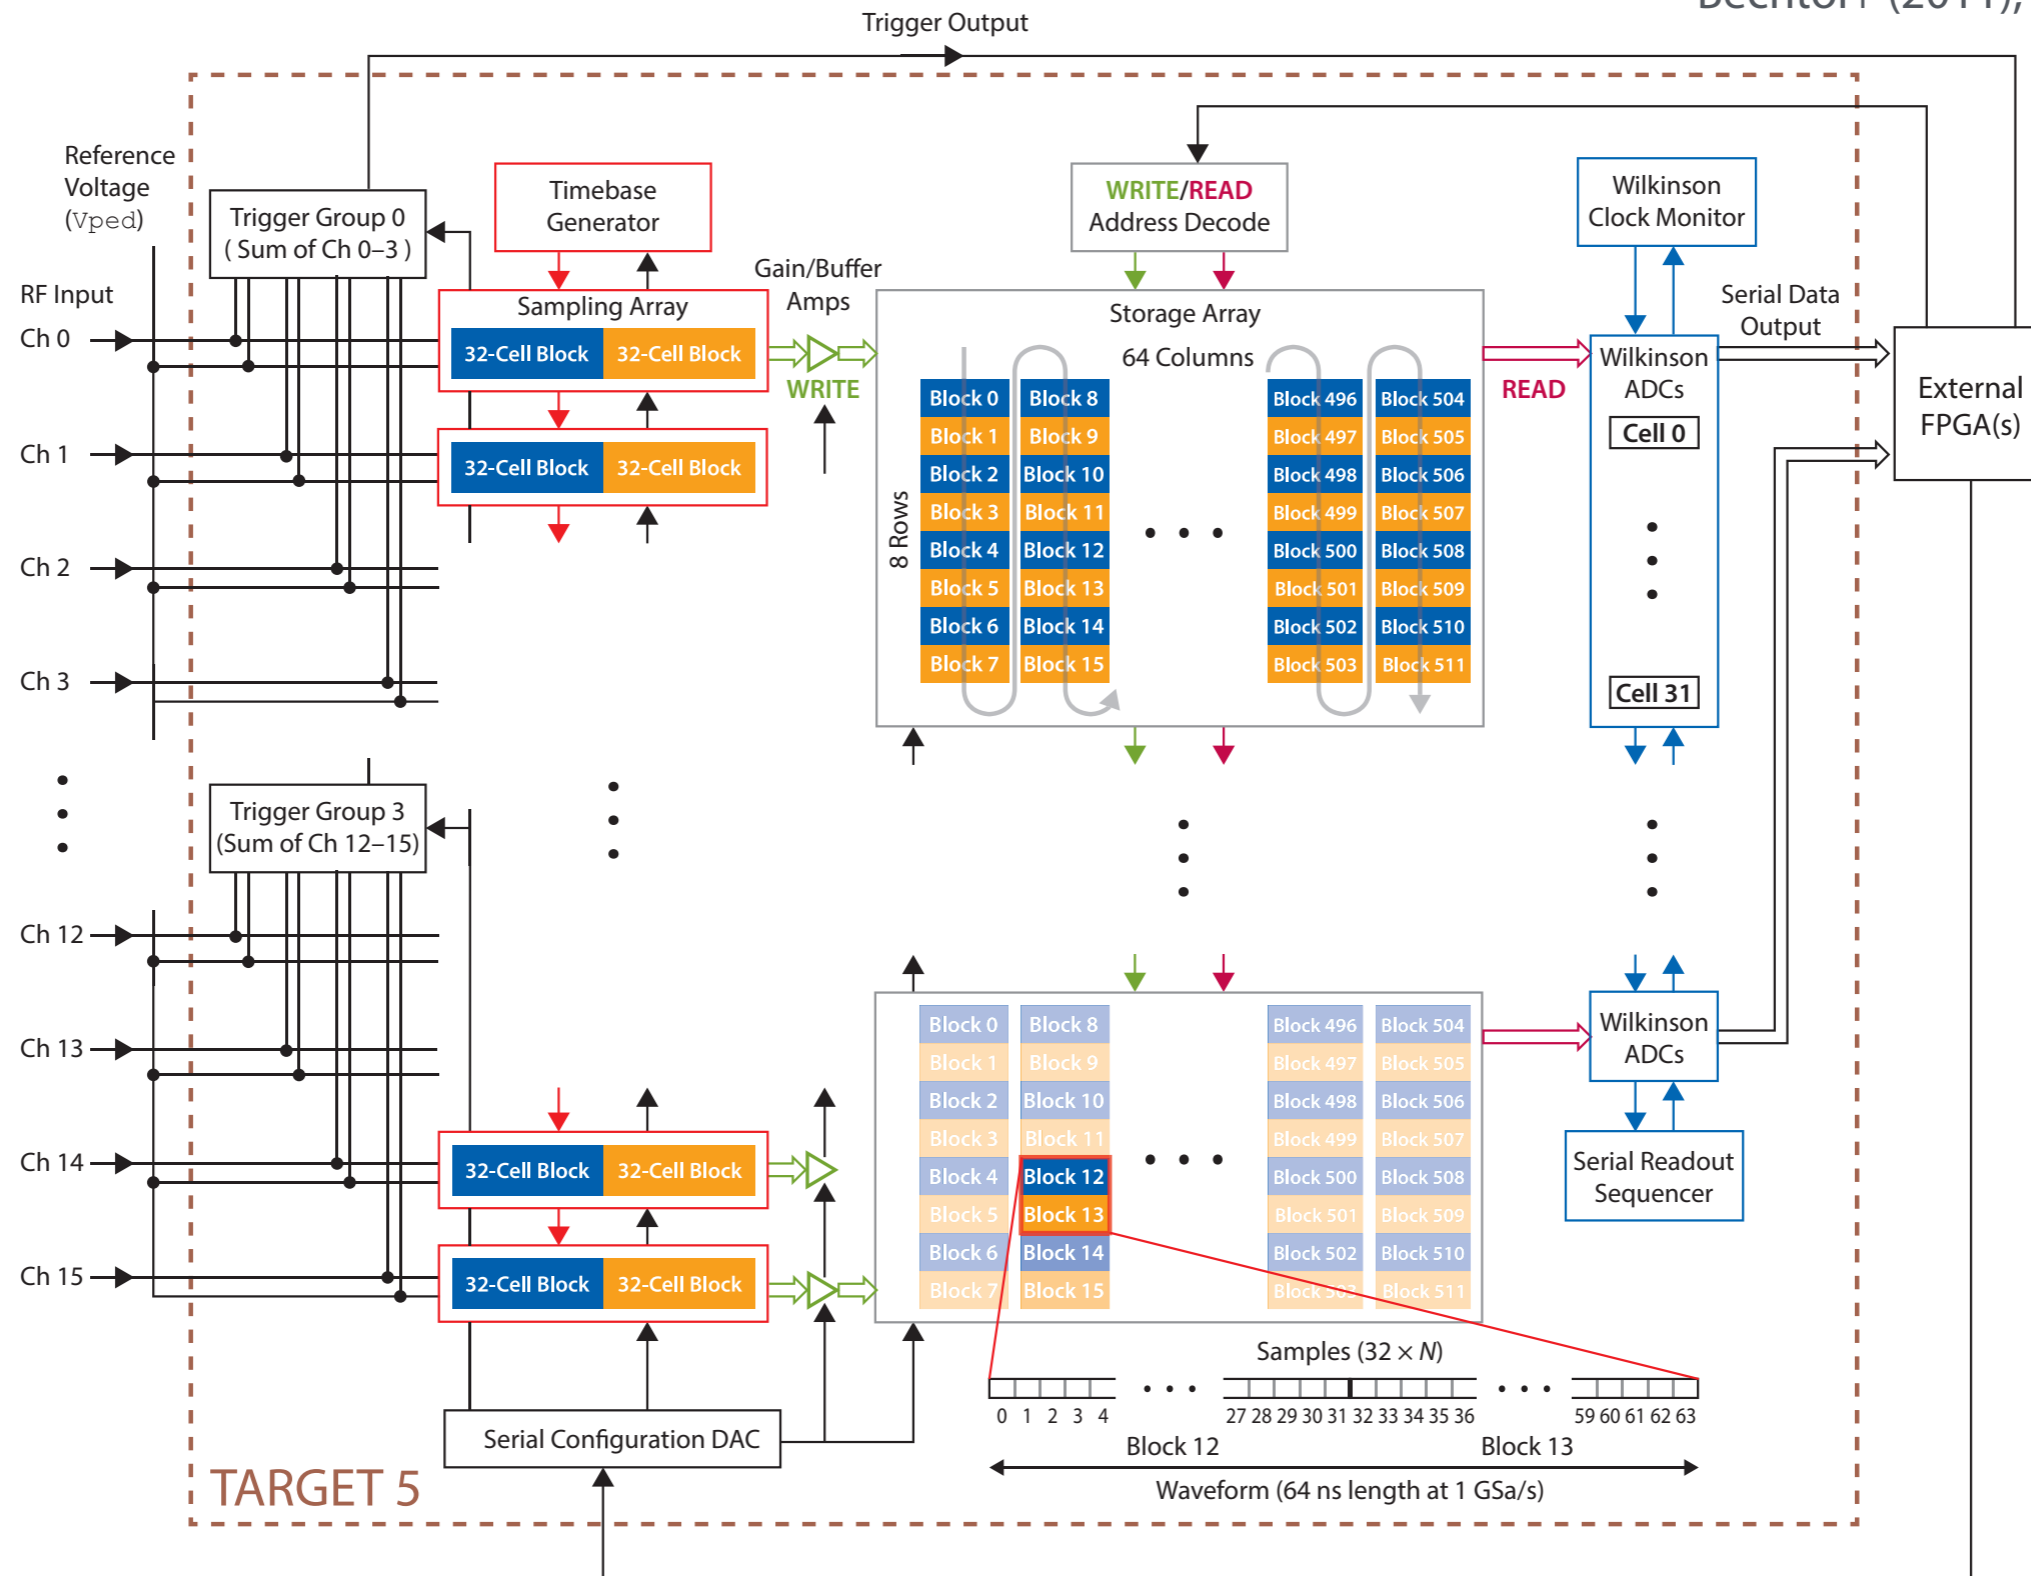 Trigger Output
Reference
Voltage
(Vped)
Trigger Group 0
( Sum of Ch 0–3 )
Timebase
Generator
WRITE/READ
Address Decode
Wilkinson
Clock Monitor
Gain/Buffer
Amps
RF Input
Ch 0
Sampling Array
32-Cell Block 32-Cell Block
WRITE
Storage Array
64 Columns
8 Rows
Block 0 Block 8 Block 496 Block 504
Block 1 Block 9 Block 497 Block 505
Block 2 Block 10 Block 498 Block 506
Block 3 Block 11 Block 499 Block 507
Block 4 Block 12 Block 500 Block 508
Block 5 Block 13 Block 501 Block 509
Block 6 Block 14 Block 502 Block 510
Block 7 Block 15 Block 503 Block 511
READ
Wilkinson
ADCs
Cell 0
Cell 31
Serial Data
Output
External
FPGA(s)
Ch 1
32-Cell Block 32-Cell Block
Ch 2
Ch 3
Trigger Group 3
(Sum of Ch 12–15)
Ch 12
Ch 13
Ch 14
32-Cell Block 32-Cell Block
Ch 15
32-Cell Block 32-Cell Block
Block 0 Block 8 Block 496 Block 504
Block 1 Block 9 Block 497 Block 505
Block 2 Block 10 Block 498 Block 506
Block 3 Block 11 Block 499 Block 507
Block 4 Block 12 Block 500 Block 508
Block 5 Block 13 Block 501 Block 509
Block 6 Block 14 Block 502 Block 510
Block 7 Block 15 Block 503 Block 511
Wilkinson
ADCs
Serial Readout
Sequencer
Samples (32 × N)
0 1 2 3 4 27 28 29 30 31 32 33 34 35 36 59 60 61 62 63
Block 12 Block 13
Waveform (64 ns length at 1 GSa/s)
Serial Configuration DAC
TARGET 5